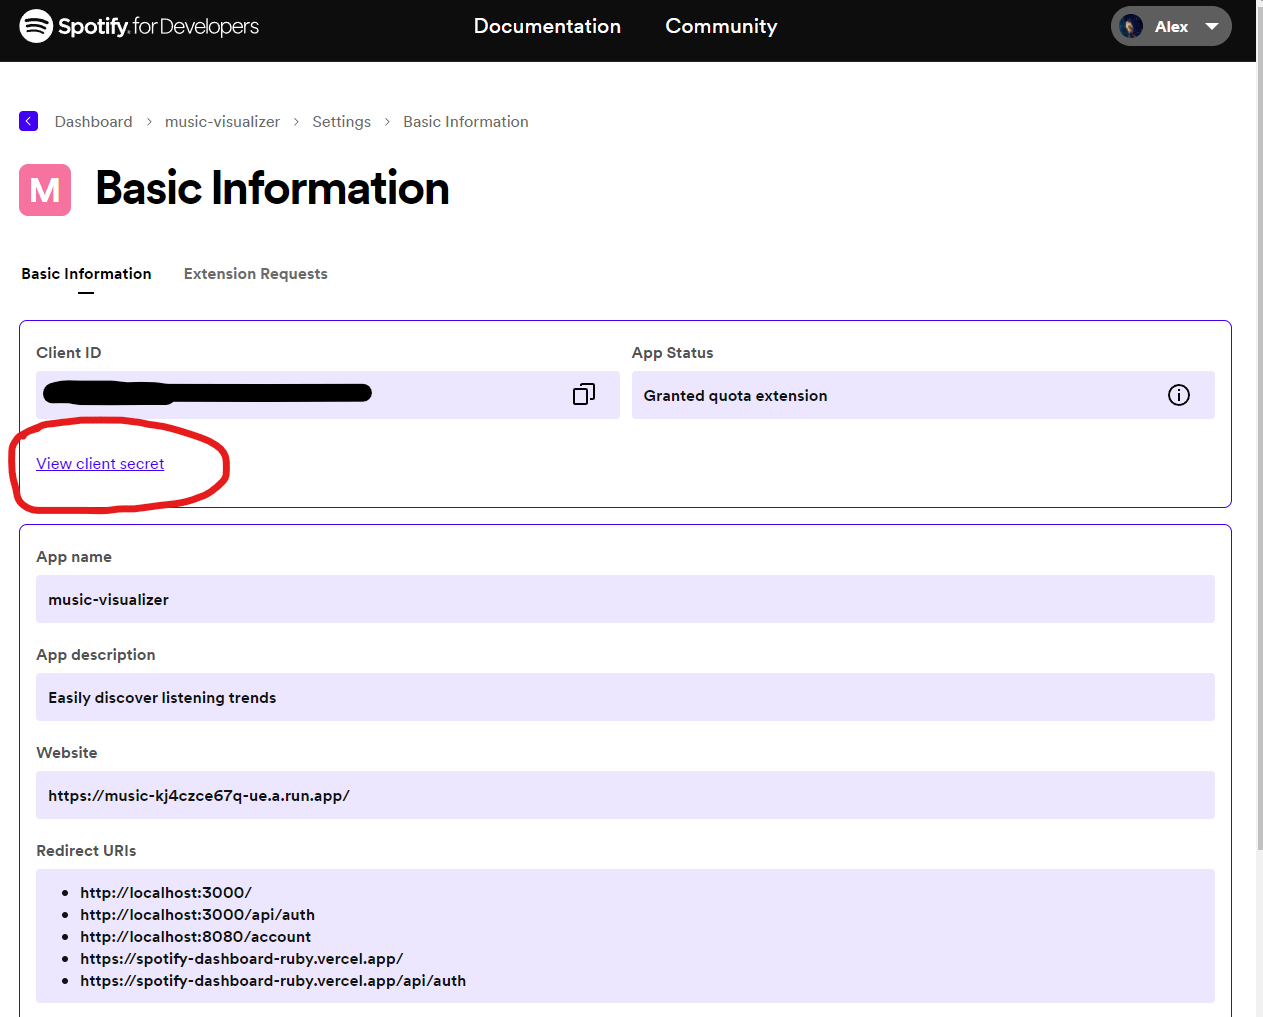 Spotify for Developers
Documentation
Community
Alex
Dashboard > music-visualizer > Settings > Basic Information
M
Basic Information
Basic Information
Extension Requests
Client ID
App Status
Granted quota extension
View client secret
App name
music-visualizer
App description
Easily discover listening trends
Website
https://music-kj4czce67q-ue.a.run.app/
Redirect URIs
• http://localhost:3000/
• http://localhost:3000/api/auth
• http://localhost:8080/account
• https://spotify-dashboard-ruby.vercel.app/
• https://spotify-dashboard-ruby.vercel.app/api/auth